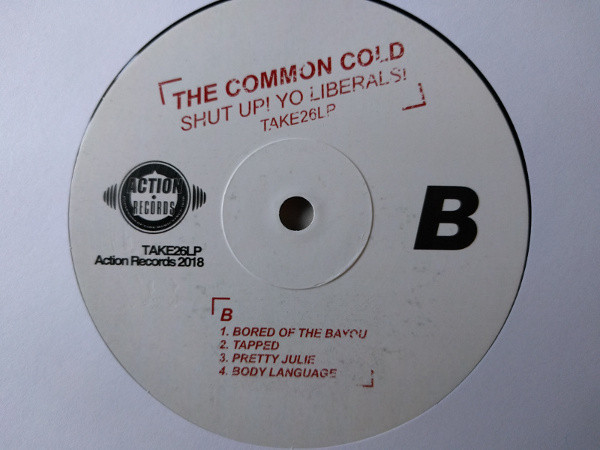 THE COMMON COLD
SHUT UP! YO LIBERALS!
TAKE26LP
ACTION
RECORDS
TAKE26LP
Action Records 2018
B
B
1. BORED OF THE BAYOU
2. TAPPED
3. PRETTY JULIE
4. BODY LANGUAGE